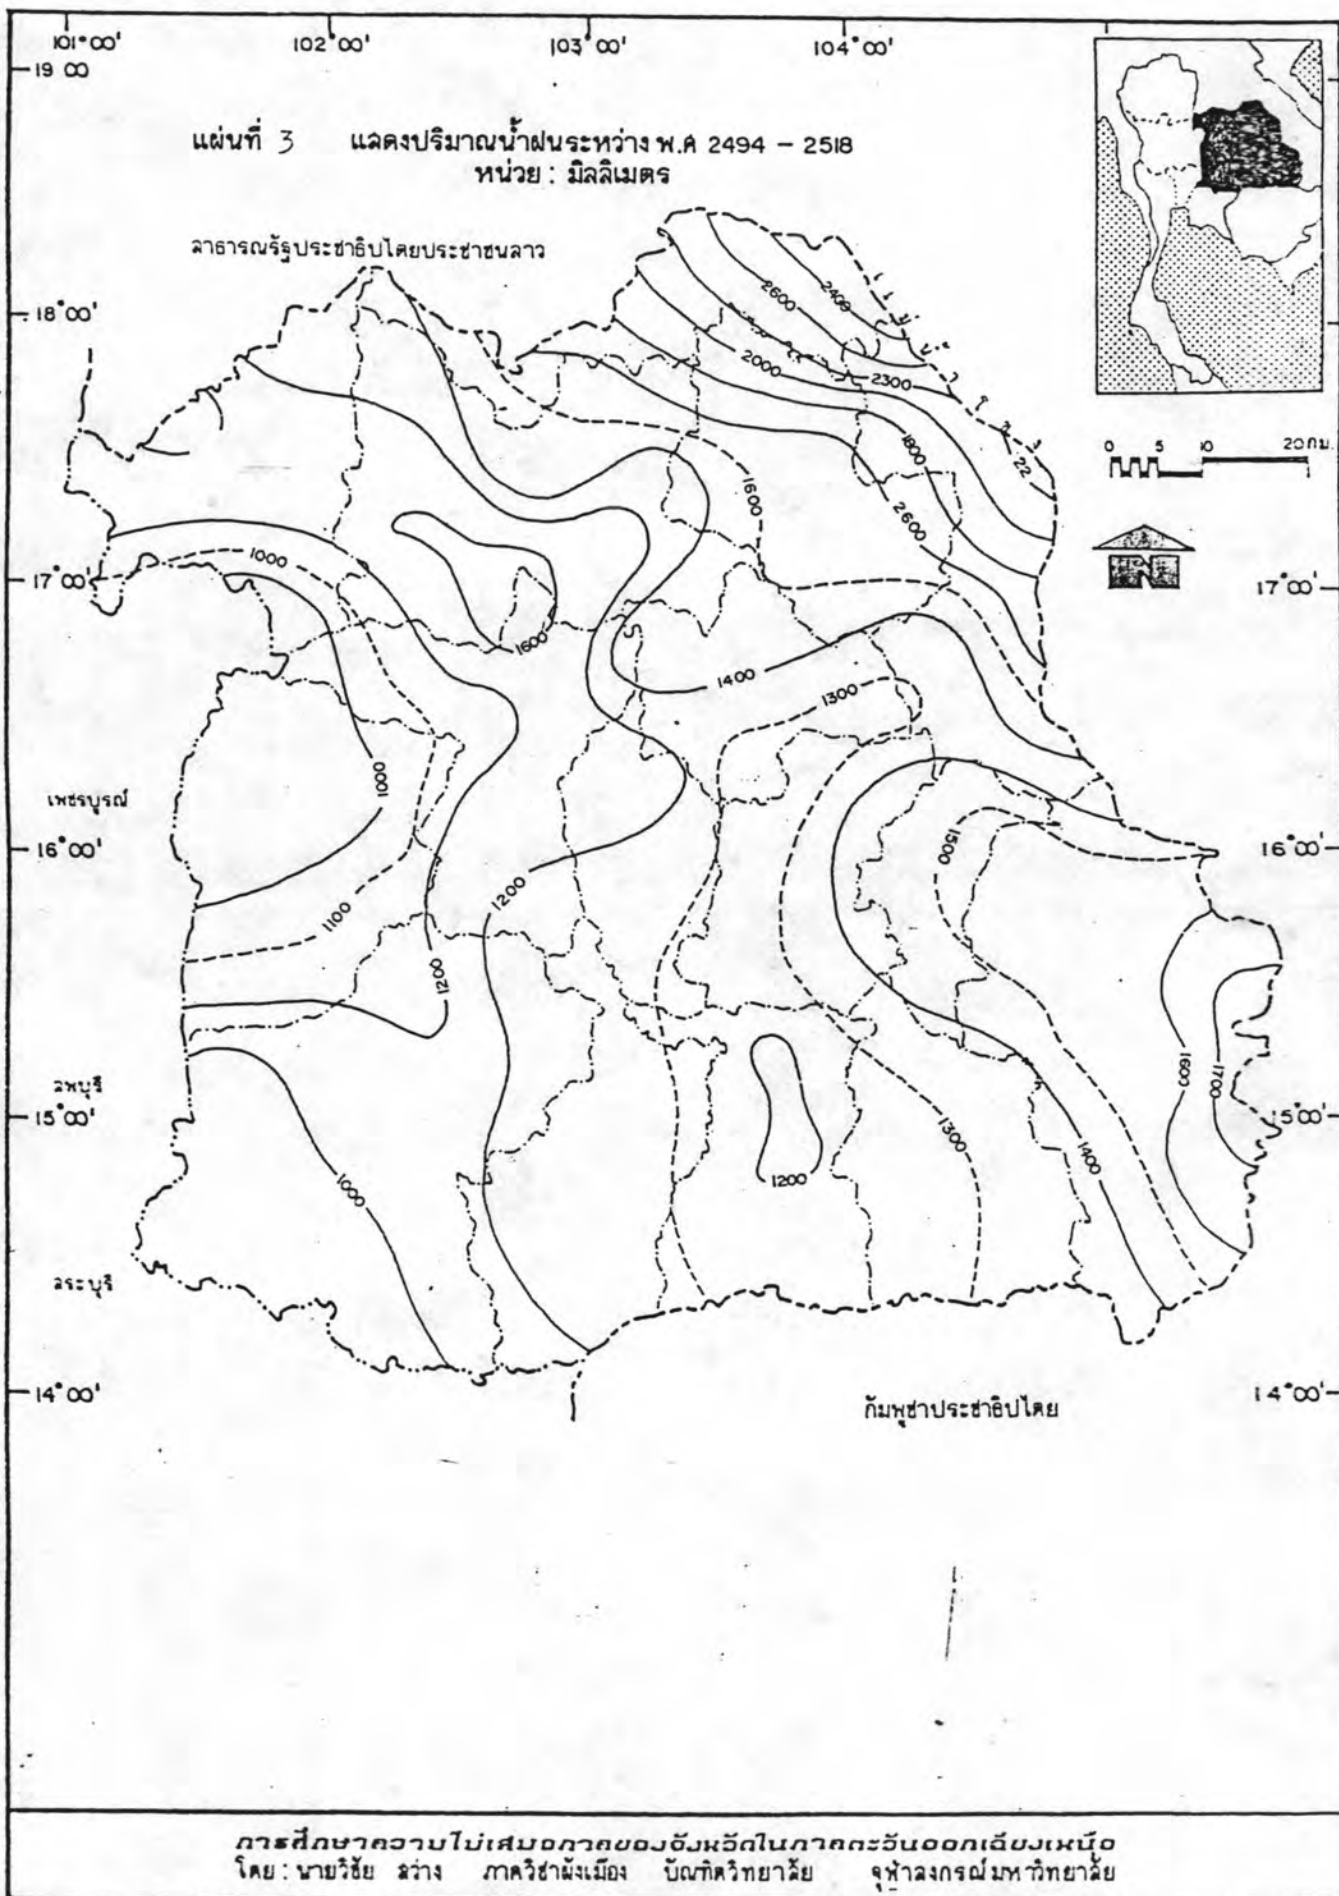 101°00' 102°00' 103°00' 104°00'
19 00
แผ่นที่ 3 แสดงปริมาณน้ำฝนระหว่าง พ.ศ 2494 - 2518
หน่วย : มิลลิเมตร
สาธารณรัฐประชาธิปไตยประชาชนลาว
18°00' 18°00'
2600 2400
2000 2300
1800
22
1600
2600
0 5 10 20 กม.
1000
17°00' 17°00'
1600
1400
1300
1000
เพชรบูรณ์
16°00' 16°00'
1500
1200
1100
1200
1600
1700
ลพบุรี
15°00' 15°00'
1300
1400
1000
1200
สระบุรี
14°00' 14°00'
กัมพูชาประชาธิปไตย
การศึกษาความไม่เสมอภาคของจังหวัดในภาคตะวันออกเฉียงเหนือ
โดย : นายวิชัย สว่าง ภาควิชาผังเมือง บัณฑิตวิทยาลัย จุฬาลงกรณ์มหาวิทยาลัย